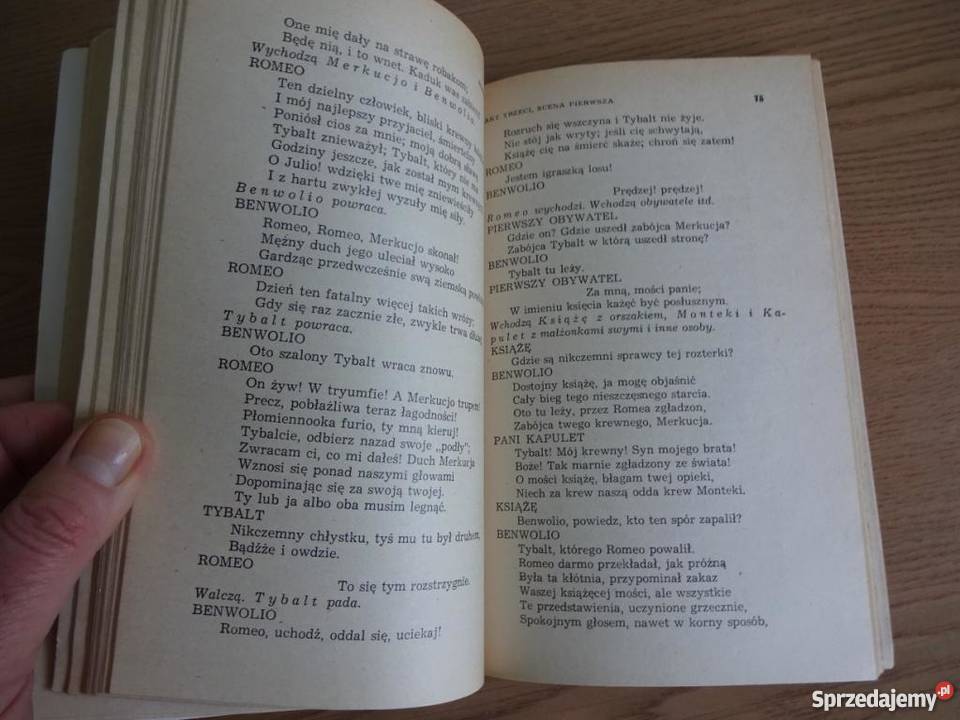 One mię dały na strawę robakom;
Będę nią, i to wnet. Kaduk was
Wychodzą Merkucjo i Benwolio.
ROMEO
Ten dzielny człowiek, bliski krewny
I mój najlepszy przyjaciel, śmiertelny
Poniósł cios za mnie; moją dobrą sławę
Tybalt znieważył; Tybalt, który nie ma
Godziny jeszcze, jak został mym krewnym.
O Julio! wdzięki twe mię zniewieściły
I z hartu zwykłej wyzuły mię siły.
Benwolio powraca.
BENWOLIO
Romeo, Romeo, Merkucjo skonał!
Mężny duch jego uleciał wysoko
Gardząc przedwcześnie swą ziemską
ROMEO
Dzień ten fatalny więcej takich wróży;
Gdy się raz zacznie złe, zwykle trwa
Tybalt powraca.
BENWOLIO
Oto szalony Tybalt wraca znowu.
ROMEO
On żyw! W tryumfie! A Merkucjo trupem!
Precz, pobłażliwa teraz łagodności!
Płomiennooka furio, ty mną kieruj!
Tybalcie, odbierz nazad swoje „podły";
Zwracam ci, co mi dałeś! Duch Merkucja
Wznosi się ponad naszymi głowami
Dopominając się za swoją twojej.
Ty lub ja albo oba musim legnąć.
TYBALT
Nikczemny chłystku, tyś mu tu był druhem,
Bądźże i owdzie.
ROMEO
To się tym rozstrzygnie.
Walczą. Tybalt pada.
BENWOLIO
Romeo, uchodź, oddal się, uciekaj!
AKT TRZECI, SCENA PIERWSZA 75
Rozruch się wszczyna i Tybalt nie żyje.
Nie stój jak wryty; jeśli cię schwytają,
Książę cię na śmierć skaże; chroń się zatem!
ROMEO
Jestem igraszką losu!
BENWOLIO
Prędzej! prędzej!
Romeo wychodzi. Wchodzą obywatele itd.
PIERWSZY OBYWATEL
Gdzie on? Gdzie uszedł zabójca Merkucja?
Zabójca Tybalt w którą uszedł stronę?
BENWOLIO
Tybalt tu leży.
PIERWSZY OBYWATEL
Za mną, mości panie;
W imieniu księcia każęć być posłusznym.
Wchodzą Książę z orszakiem, Monteki i Ka-
pulet z małżonkami swymi i inne osoby.
KSIĄŻĘ
Gdzie są nikczemni sprawcy tej rozterki?
BENWOLIO
Dostojny książę, ja mogę objaśnić
Cały bieg tego nieszczęsnego starcia.
Oto tu leży, przez Romea zgładzon,
Zabójca twego krewnego, Merkucja.
PANI KAPULET
Tybalt! Mój krewny! Syn mojego brata!
Boże! Tak marnie zgładzony ze świata!
O mości książę, błagam twej opieki,
Niech za krew naszą odda krew Monteki.
KSIĄŻĘ
Benwolio, powiedz, kto ten spór zapalił?
BENWOLIO
Tybalt, którego Romeo powalił.
Romeo darmo przekładał, jak próżną
Była ta kłótnia, przypominał zakaz
Waszej książęcej mości, ale wszystkie
Te przedstawienia, uczynione grzecznie,
Spokojnym głosem, nawet w korny sposób,
Sprzedajemy.pl